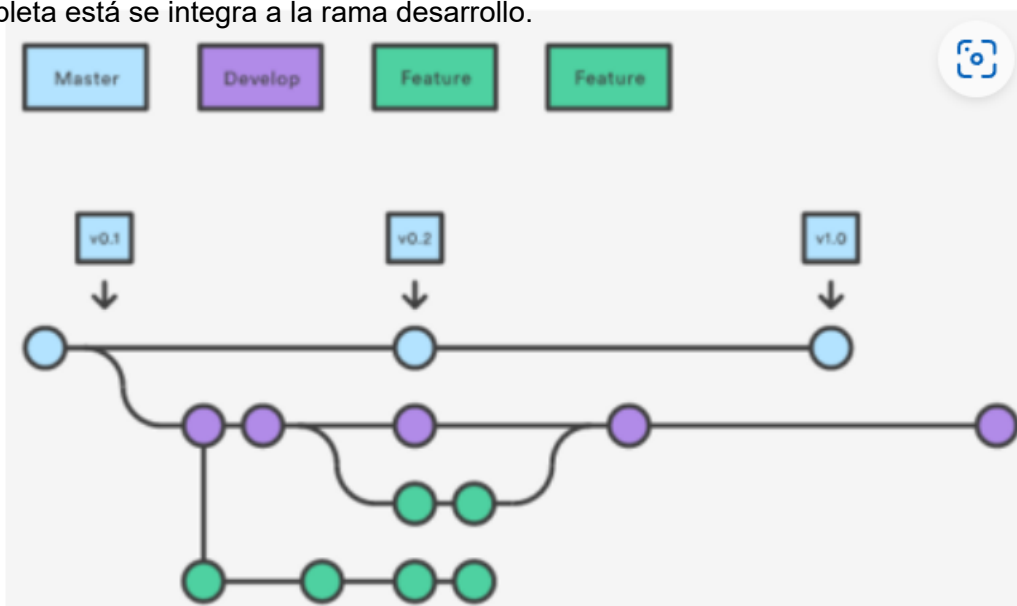 pleta está se integra a la rama desarrollo.
Master Develop Feature Feature
v0.1 v0.2 v1.0